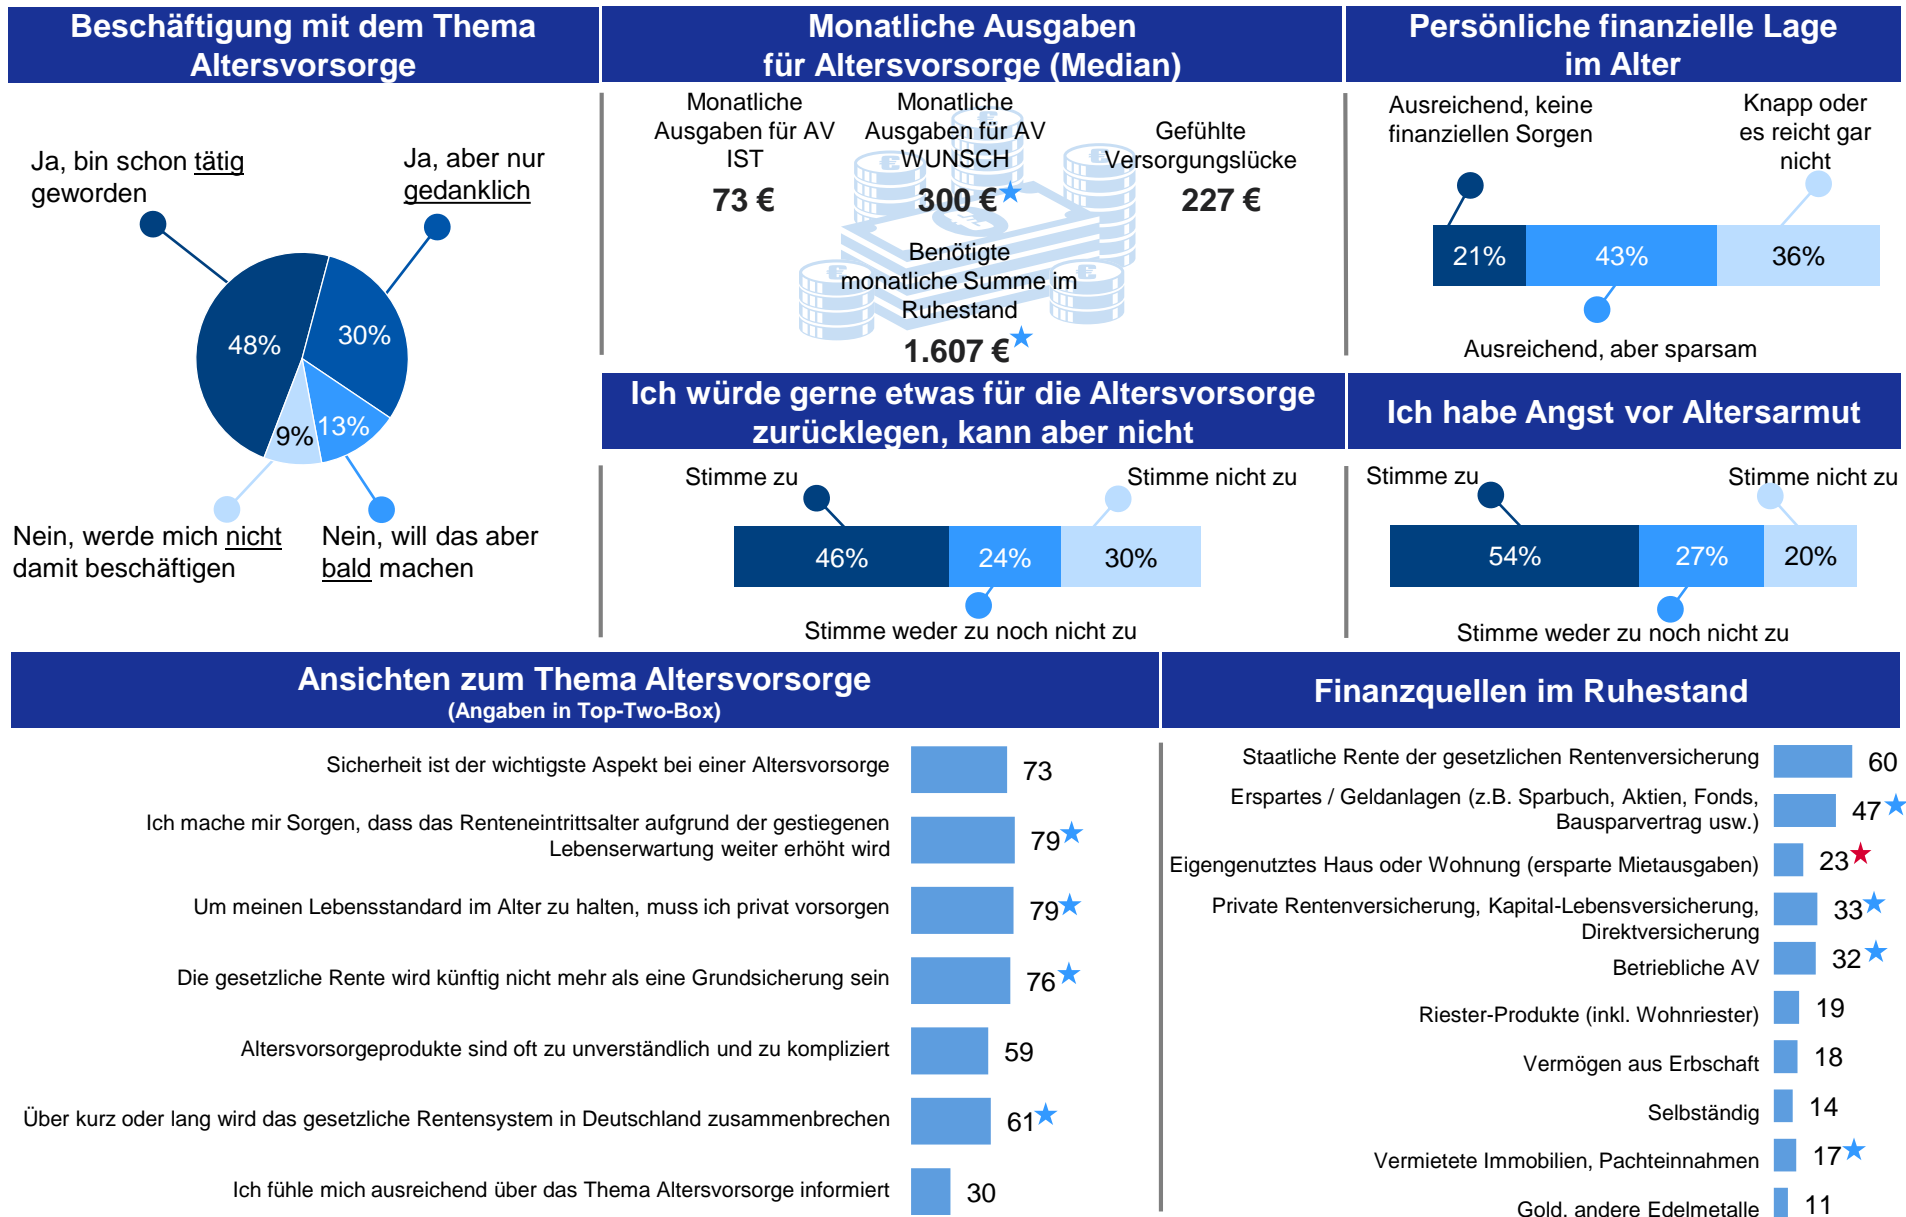 Beschäftigung mit dem Thema
Altersvorsorge
Ja, bin schon tätig
geworden
Ja, aber nur
gedanklich
48%
30%
13%
9%
Nein, werde mich nicht
damit beschäftigen
Nein, will das aber
bald machen
Monatliche Ausgaben
für Altersvorsorge (Median)
Monatliche
Ausgaben für AV
IST
73 €
Monatliche
Ausgaben für AV
WUNSCH
300 €
Gefühlte
Versorgungslücke
227 €
Benötigte
monatliche Summe im
Ruhestand
1.607 €
Persönliche finanzielle Lage
im Alter
Ausreichend, keine
finanziellen Sorgen
Knapp oder
es reicht gar
nicht
21%
43%
36%
Ausreichend, aber sparsam
Ich würde gerne etwas für die Altersvorsorge
zurücklegen, kann aber nicht
Stimme zu
Stimme nicht zu
46%
24%
30%
Stimme weder zu noch nicht zu
Ich habe Angst vor Altersarmut
Stimme zu
Stimme nicht zu
54%
27%
20%
Stimme weder zu noch nicht zu
Ansichten zum Thema Altersvorsorge
(Angaben in Top-Two-Box)
Sicherheit ist der wichtigste Aspekt bei einer Altersvorsorge
73
Ich mache mir Sorgen, dass das Renteneintrittsalter aufgrund der gestiegenen
Lebenserwartung weiter erhöht wird
79
Um meinen Lebensstandard im Alter zu halten, muss ich privat vorsorgen
79
Die gesetzliche Rente wird künftig nicht mehr als eine Grundsicherung sein
76
Altersvorsorgeprodukte sind oft zu unverständlich und zu kompliziert
59
Über kurz oder lang wird das gesetzliche Rentensystem in Deutschland zusammenbrechen
61
Ich fühle mich ausreichend über das Thema Altersvorsorge informiert
30
Finanzquellen im Ruhestand
Staatliche Rente der gesetzlichen Rentenversicherung
60
Erspartes / Geldanlagen (z.B. Sparbuch, Aktien, Fonds,
Bausparvertrag usw.)
47
Eigengenutztes Haus oder Wohnung (ersparte Mietausgaben)
23
Private Rentenversicherung, Kapital-Lebensversicherung,
Direktversicherung
33
Betriebliche AV
32
Riester-Produkte (inkl. Wohnriester)
19
Vermögen aus Erbschaft
18
Selbständig
14
Vermietete Immobilien, Pachteinnahmen
17
Gold, andere Edelmetalle
11